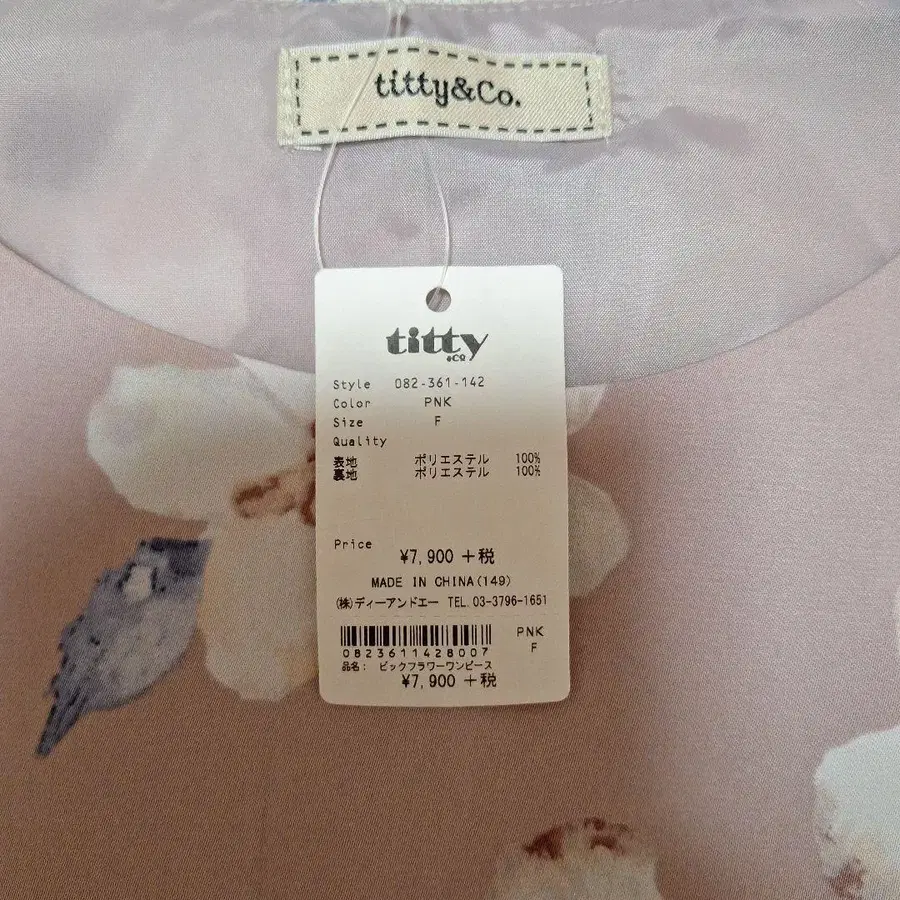 titty&Co.
titty
&CO
Style 082-361-142
Color PNK
Size F
Quality
表地 ポリエステル 100%
裏地 ポリエステル 100%
Price
¥7,900 +税
MADE IN CHINA(149)
(株)ディーアンドエー TEL.03-3796-1651
PNK
F
0823611428007
品名: ビックフラワーワンピース
¥7,900 +税